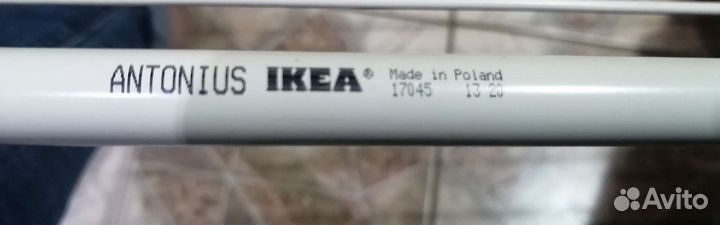 ANTONIUS IKEA® Made in Poland
17045 13 20
Avito